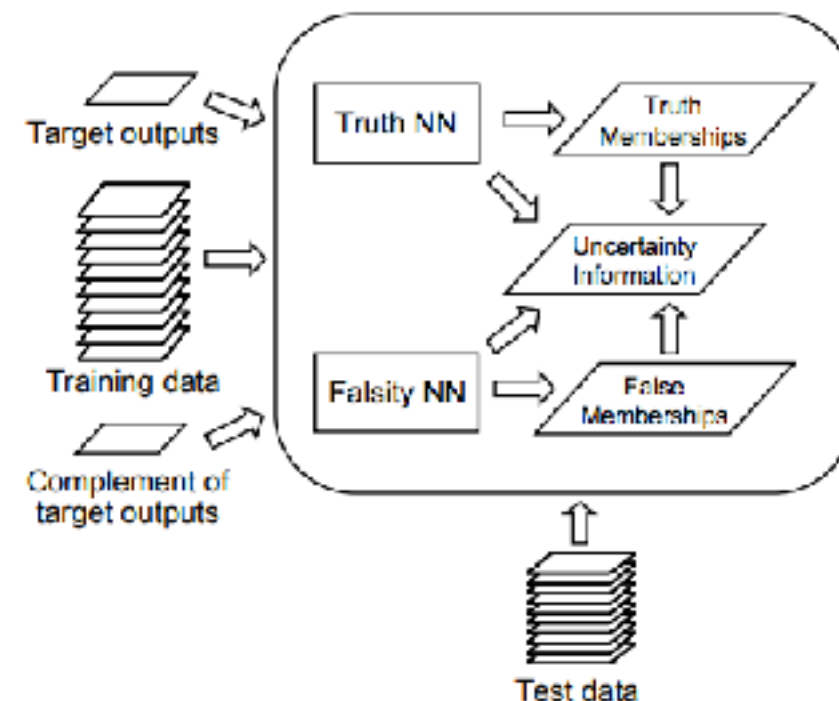 Target outputs
Training data
Complement of
target outputs
Truth NN
Truth
Memberships
Uncertainty
Information
Falsity NN
False
Memberships
Test data